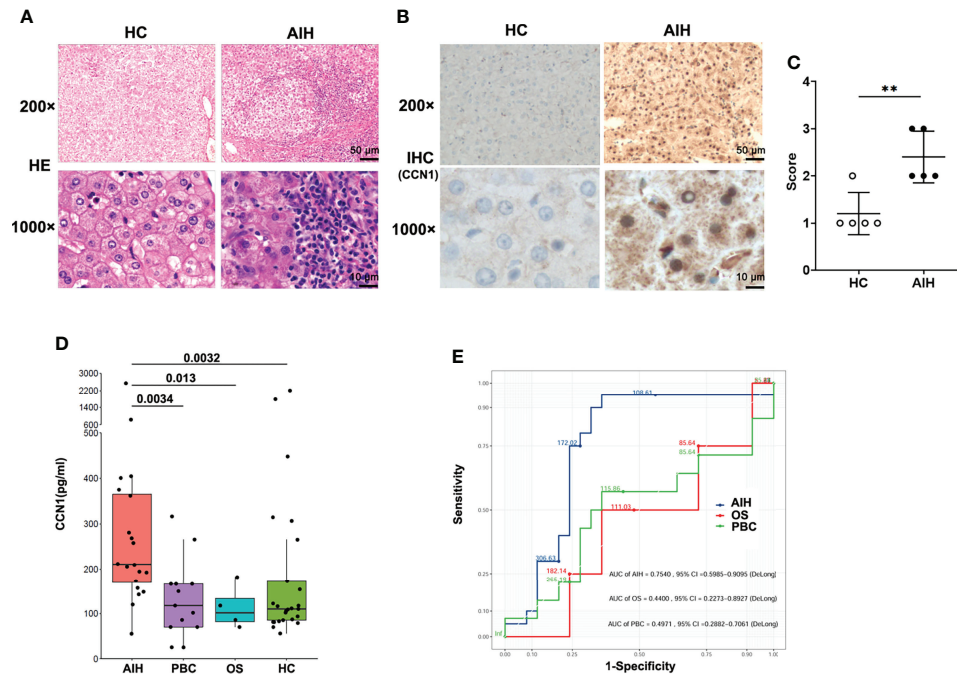 A
HC
AIH
200×
50 µm
HE
1000×
10 µm
B
HC
AIH
200×
50 µm
IHC
(CCN1)
1000×
10 µm
C
**
4
3
2
1
0
Score
HC
AIH
D
0.0032
0.013
0.0034
3000
2200
1400
600
500
400
300
200
100
0
CCN1(pg/ml)
AIH
PBC
OS
HC
E
1.00
0.90
0.75
0.50
0.25
0.10
0.00
Sensitivity
108.61
172.02
85.64
85.64
115.86
111.03
306.63
182.14
265.13
Inf
AIH
OS
PBC
AUC of AIH = 0.7540 , 95% CI =0.5985–0.9095 (DeLong)
AUC of OS = 0.4400 , 95% CI = 0.2273–0.8927 (DeLong)
AUC of PBC = 0.4971 , 95% CI =0.2882–0.7061 (DeLong)
0.00
0.10
0.25
0.50
0.75
0.90
1.00
1-Specificity